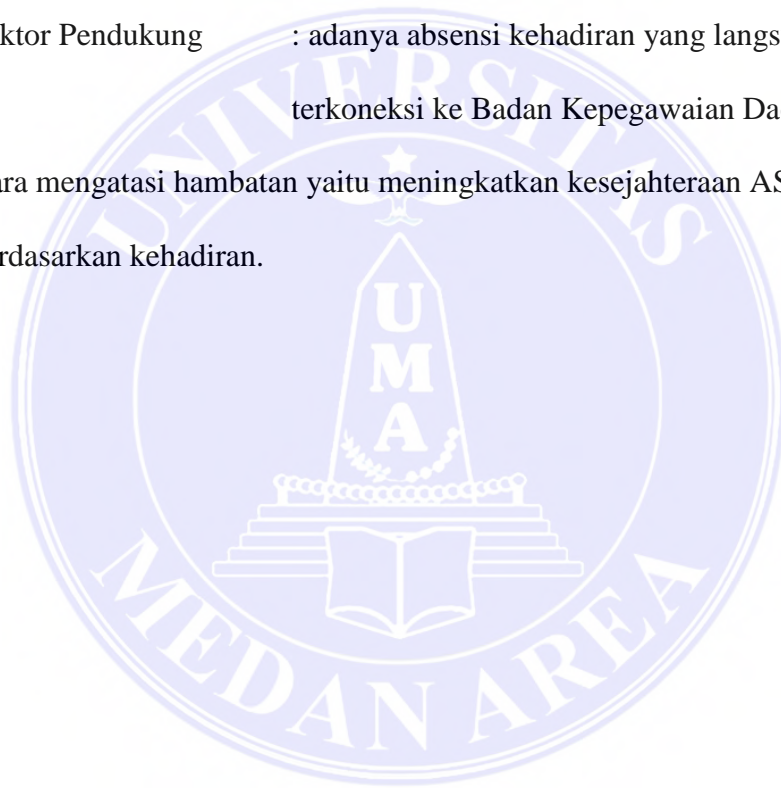 ktor Pendukung : adanya absensi kehadiran yang langs
terkoneksi ke Badan Kepegawaian Da
ara mengatasi hambatan yaitu meningkatkan kesejahteraan AS
rdasarkan kehadiran.
UNIVERSITAS
UMA
MEDAN AREA